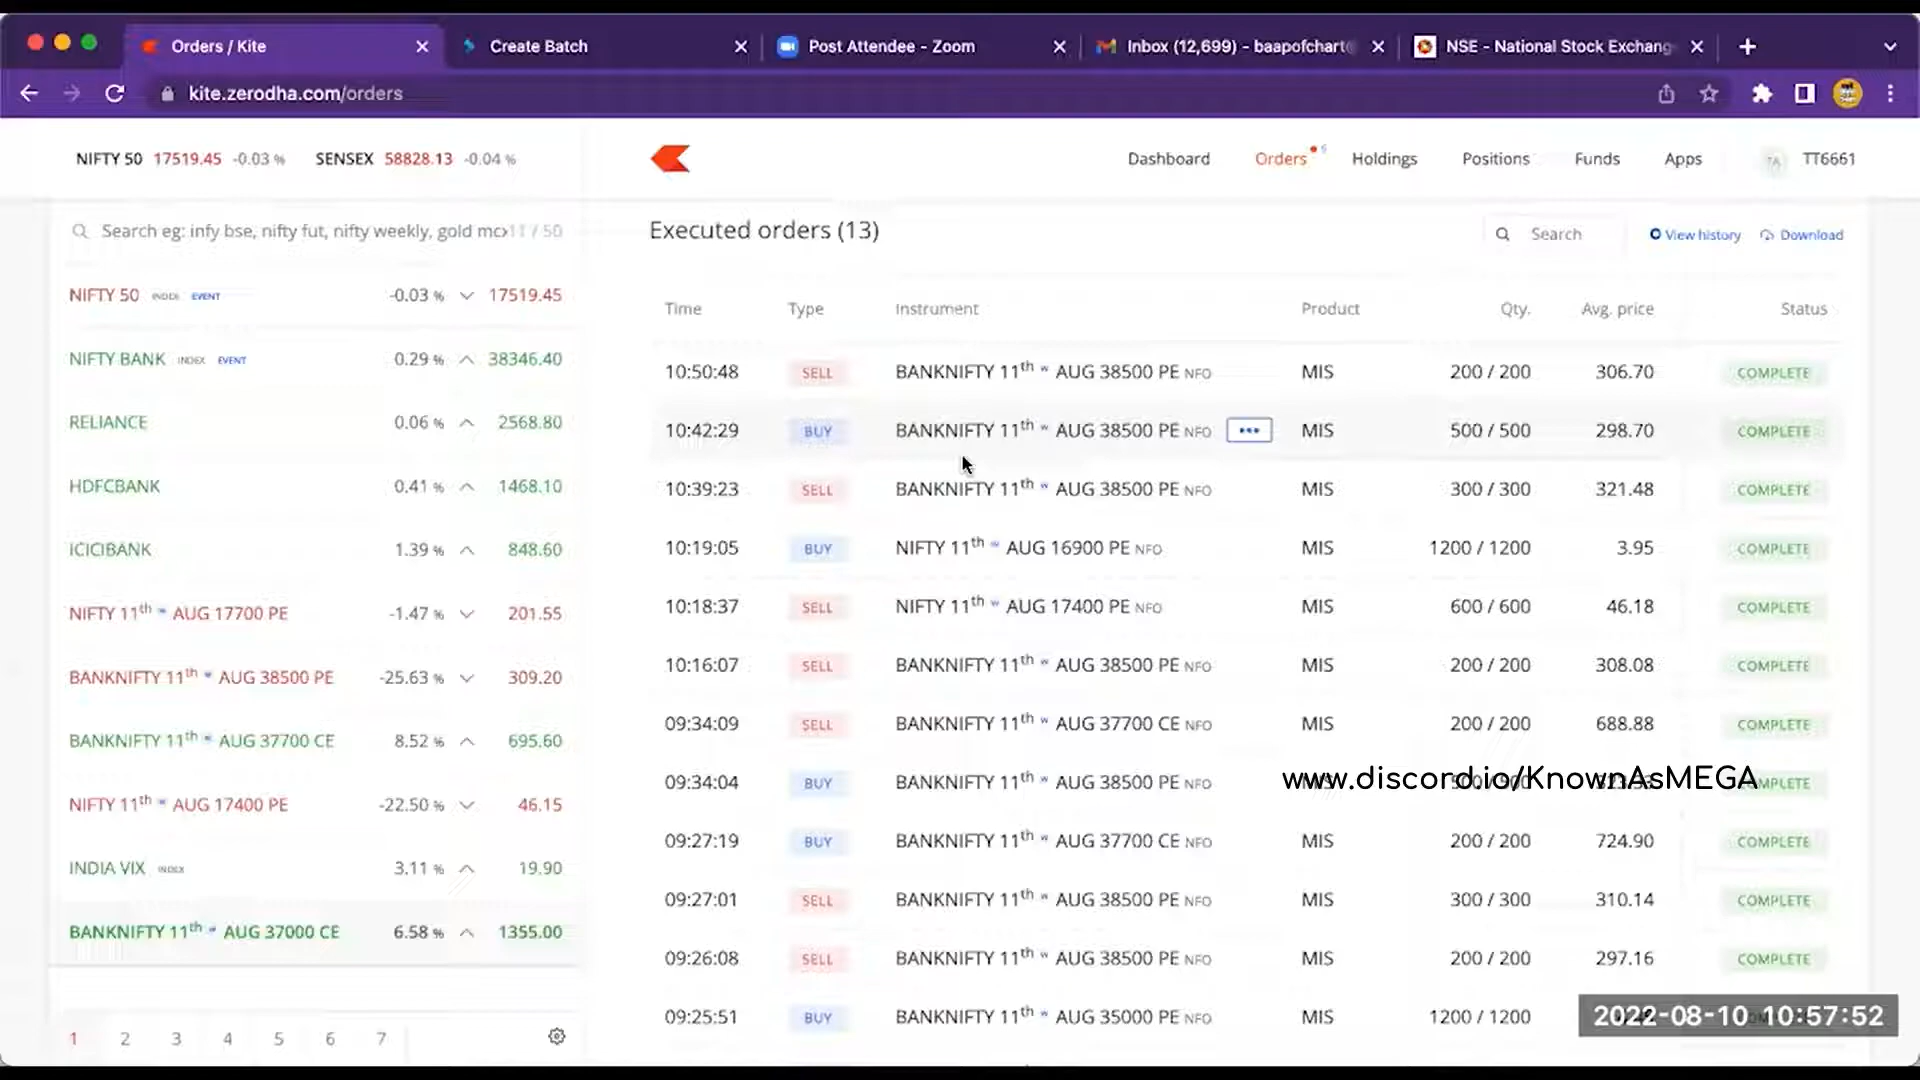 Orders / Kite
Create Batch
Post Attendee - Zoom
Inbox (12,699) - baapofchart@
NSE - National Stock Exchang
kite.zerodha.com/orders
NIFTY 50 17519.45 -0.03 % SENSEX 58828.13 -0.04 %
Dashboard Orders 6 Holdings Positions Funds Apps TA TT6661
Search eg: infy bse, nifty fut, nifty weekly, gold mcx 11 / 50
NIFTY 50 INDEX EVENT -0.03 % 17519.45
NIFTY BANK INDEX EVENT 0.29 % 38346.40
RELIANCE 0.06 % 2568.80
HDFCBANK 0.41 % 1468.10
ICICIBANK 1.39 % 848.60
NIFTY 11th w AUG 17700 PE -1.47 % 201.55
BANKNIFTY 11th w AUG 38500 PE -25.63 % 309.20
BANKNIFTY 11th w AUG 37700 CE 8.52 % 695.60
NIFTY 11th w AUG 17400 PE -22.50 % 46.15
INDIA VIX INDEX 3.11 % 19.90
BANKNIFTY 11th w AUG 37000 CE 6.58 % 1355.00
1 2 3 4 5 6 7
Executed orders (13) Search View history Download
Time Type Instrument Product Qty. Avg. price Status
10:50:48 SELL BANKNIFTY 11th w AUG 38500 PE NFO MIS 200 / 200 306.70 COMPLETE
10:42:29 BUY BANKNIFTY 11th w AUG 38500 PE NFO MIS 500 / 500 298.70 COMPLETE
10:39:23 SELL BANKNIFTY 11th w AUG 38500 PE NFO MIS 300 / 300 321.48 COMPLETE
10:19:05 BUY NIFTY 11th w AUG 16900 PE NFO MIS 1200 / 1200 3.95 COMPLETE
10:18:37 SELL NIFTY 11th w AUG 17400 PE NFO MIS 600 / 600 46.18 COMPLETE
10:16:07 SELL BANKNIFTY 11th w AUG 38500 PE NFO MIS 200 / 200 308.08 COMPLETE
09:34:09 SELL BANKNIFTY 11th w AUG 37700 CE NFO MIS 200 / 200 688.88 COMPLETE
09:34:04 BUY BANKNIFTY 11th w AUG 38500 PE NFO
www.discord.io/KnownAsMEGA
09:27:19 BUY BANKNIFTY 11th w AUG 37700 CE NFO MIS 200 / 200 724.90 COMPLETE
09:27:01 SELL BANKNIFTY 11th w AUG 38500 PE NFO MIS 300 / 300 310.14 COMPLETE
09:26:08 SELL BANKNIFTY 11th w AUG 38500 PE NFO MIS 200 / 200 297.16 COMPLETE
09:25:51 BUY BANKNIFTY 11th w AUG 35000 PE NFO MIS 1200 / 1200
2022-08-10 10:57:52